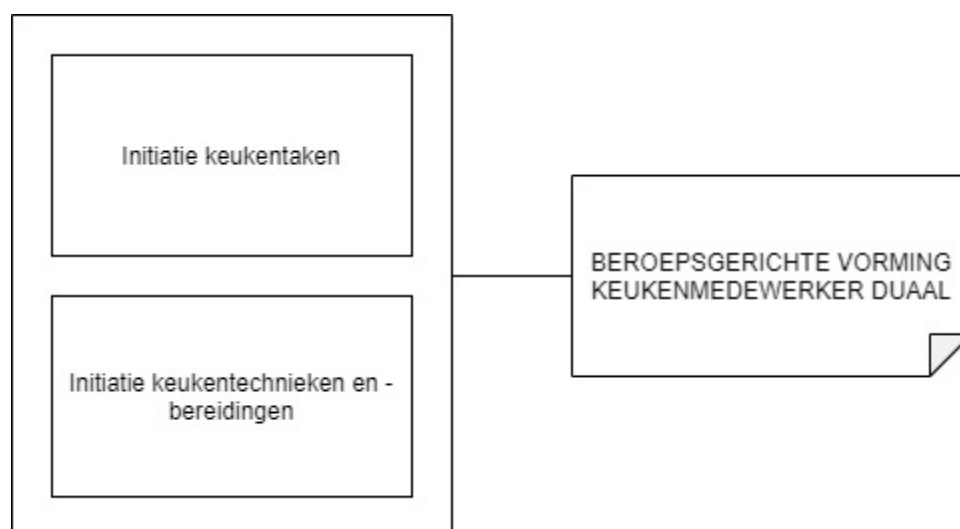 Initiatie keukentaken
Initiatie keukentechnieken en -
bereidingen
BEROEPSGERICHTE VORMING
KEUKENMEDEWERKER DUAAL